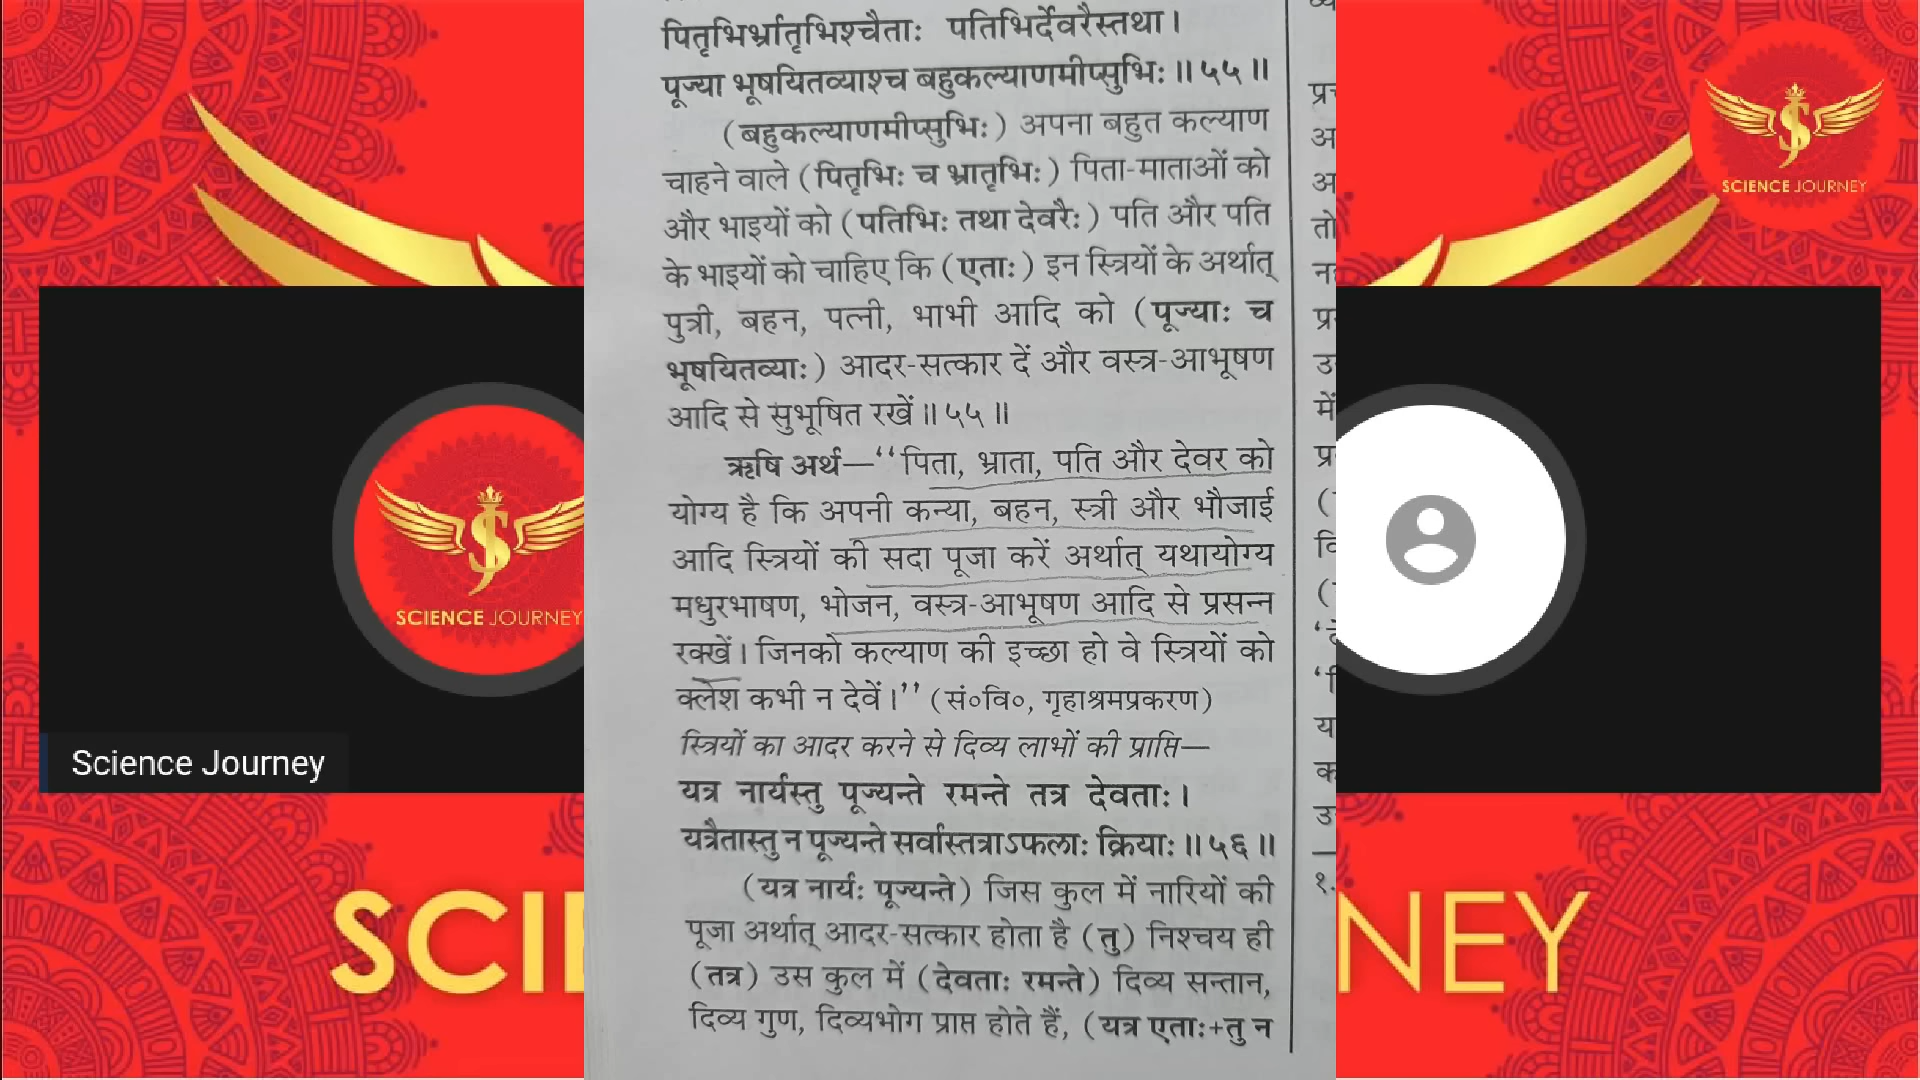 पितृभिर्भ्रातृभिश्चैताः पतिभिर्देवरैस्तथा।
पूज्या भूषयितव्याश्च बहुकल्याणमीप्सुभिः॥५५॥
(बहुकल्याणमीप्सुभिः) अपना बहुत कल्याण
चाहने वाले (पितृभिः च भ्रातृभिः) पिता-माताओं को
और भाइयों को (पतिभिः तथा देवरैः) पति और पति
के भाइयों को चाहिए कि (एताः) इन स्त्रियों के अर्थात्
पुत्री, बहन, पत्नी, भाभी आदि को (पूज्याः च
भूषयितव्याः) आदर-सत्कार दें और वस्त्र-आभूषण
आदि से सुभूषित रखें॥५५॥
ऋषि अर्थ—‘‘पिता, भ्राता, पति और देवर को
योग्य है कि अपनी कन्या, बहन, स्त्री और भौजाई
आदि स्त्रियों की सदा पूजा करें अर्थात् यथायोग्य
मधुरभाषण, भोजन, वस्त्र-आभूषण आदि से प्रसन्न
रक्खें। जिनको कल्याण की इच्छा हो वे स्त्रियों को
क्लेश कभी न देवें।’’ (सं०वि०, गृहाश्रमप्रकरण)
स्त्रियों का आदर करने से दिव्य लाभों की प्राप्ति—
यत्र नार्यस्तु पूज्यन्ते रमन्ते तत्र देवताः।
यत्रैतास्तु न पूज्यन्ते सर्वास्तत्राऽफलाः क्रियाः॥५६॥
(यत्र नार्यः पूज्यन्ते) जिस कुल में नारियों की
पूजा अर्थात् आदर-सत्कार होता है (तु) निश्चय ही
(तत्र) उस कुल में (देवताः रमन्ते) दिव्य सन्तान,
दिव्य गुण, दिव्यभोग प्राप्त होते हैं, (यत्र एताः+तु न
SCIENCE JOURNEY
SCIENCE JOURNEY
Science Journey
SCI
NEY